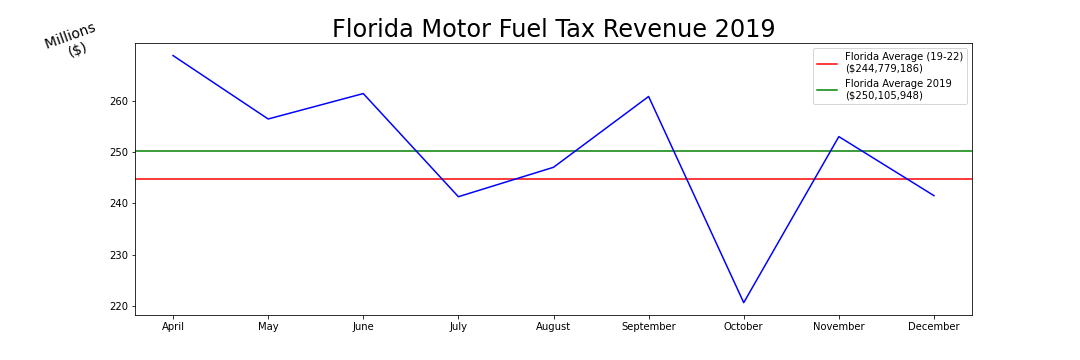 Florida Motor Fuel Tax Revenue 2019
Millions
($)
Florida Average (19-22)
($244,779,186)
Florida Average 2019
($250,105,948)
260
250
240
230
220
April May June July August September October November December